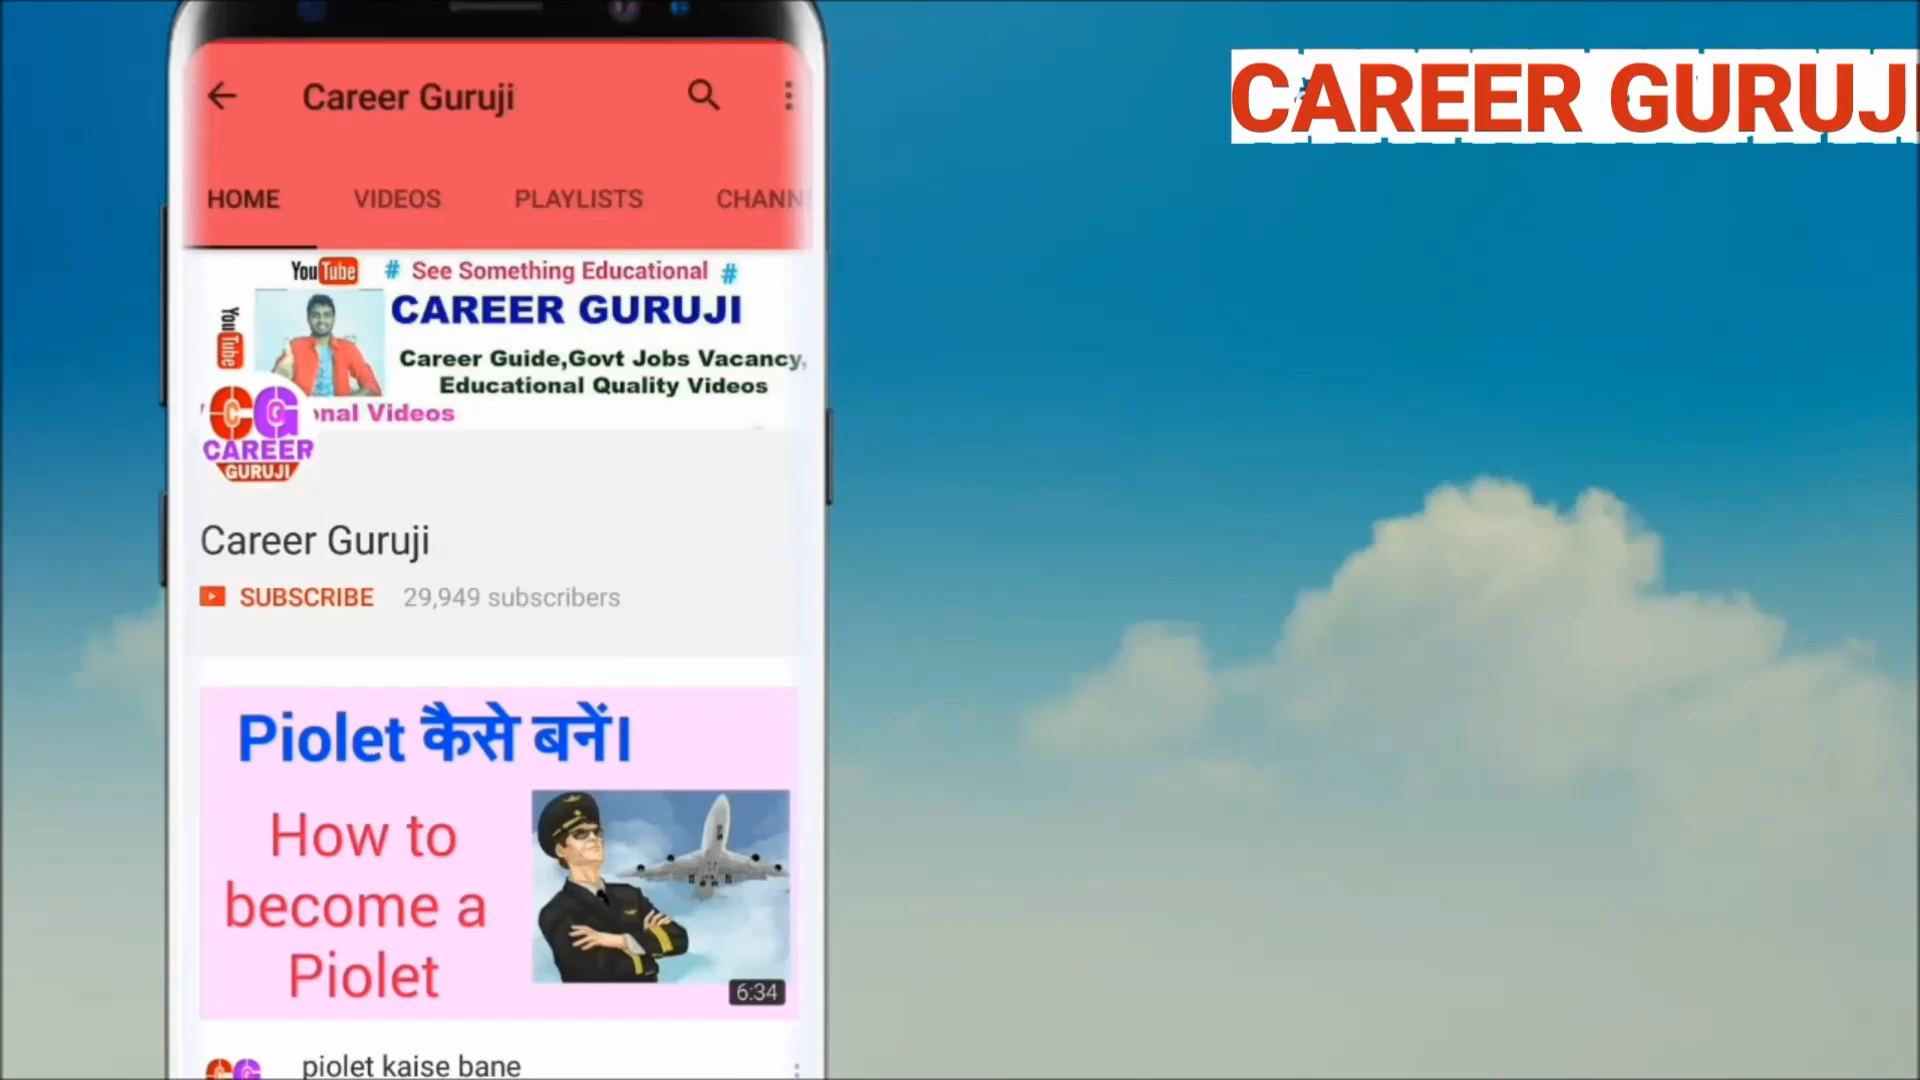 CAREER GURUJI
Career Guruji
HOME VIDEOS PLAYLISTS CHANN
YouTube # See Something Educational #
YouTube
CAREER GURUJI
Career Guide,Govt Jobs Vacancy,
Educational Quality Videos
nal Videos
CG
CAREER
GURUJI
Career Guruji
SUBSCRIBE 29,949 subscribers
Piolet कैसे बनें।
How to
become a
Piolet
6:34
CG
piolet kaise bane